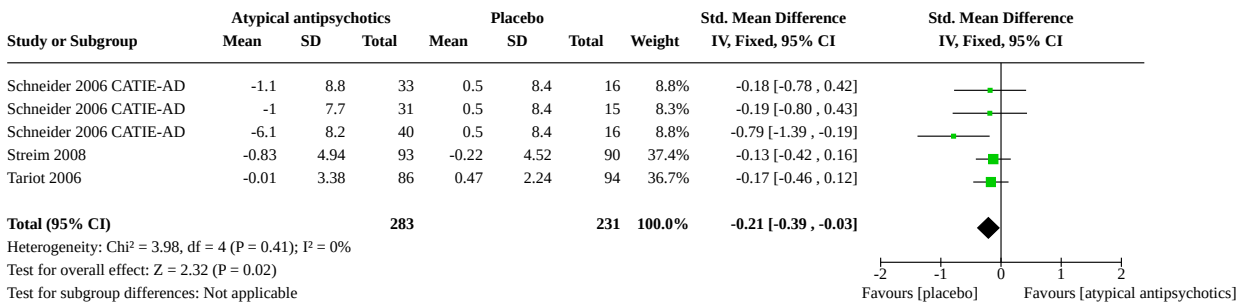 Atypical antipsychotics Placebo Std. Mean Difference Std. Mean Difference
Study or Subgroup Mean SD Total Mean SD Total Weight IV, Fixed, 95% CI IV, Fixed, 95% CI
Schneider 2006 CATIE-AD -1.1 8.8 33 0.5 8.4 16 8.8% -0.18 [-0.78 , 0.42]
Schneider 2006 CATIE-AD -1 7.7 31 0.5 8.4 15 8.3% -0.19 [-0.80 , 0.43]
Schneider 2006 CATIE-AD -6.1 8.2 40 0.5 8.4 16 8.8% -0.79 [-1.39 , -0.19]
Streim 2008 -0.83 4.94 93 -0.22 4.52 90 37.4% -0.13 [-0.42 , 0.16]
Tariot 2006 -0.01 3.38 86 0.47 2.24 94 36.7% -0.17 [-0.46 , 0.12]
Total (95% CI) 283 231 100.0% -0.21 [-0.39 , -0.03]
Heterogeneity: Chi² = 3.98, df = 4 (P = 0.41); I² = 0%
Test for overall effect: Z = 2.32 (P = 0.02)
-2 -1 0 1 2
Test for subgroup differences: Not applicable
Favours [placebo] Favours [atypical antipsychotics]